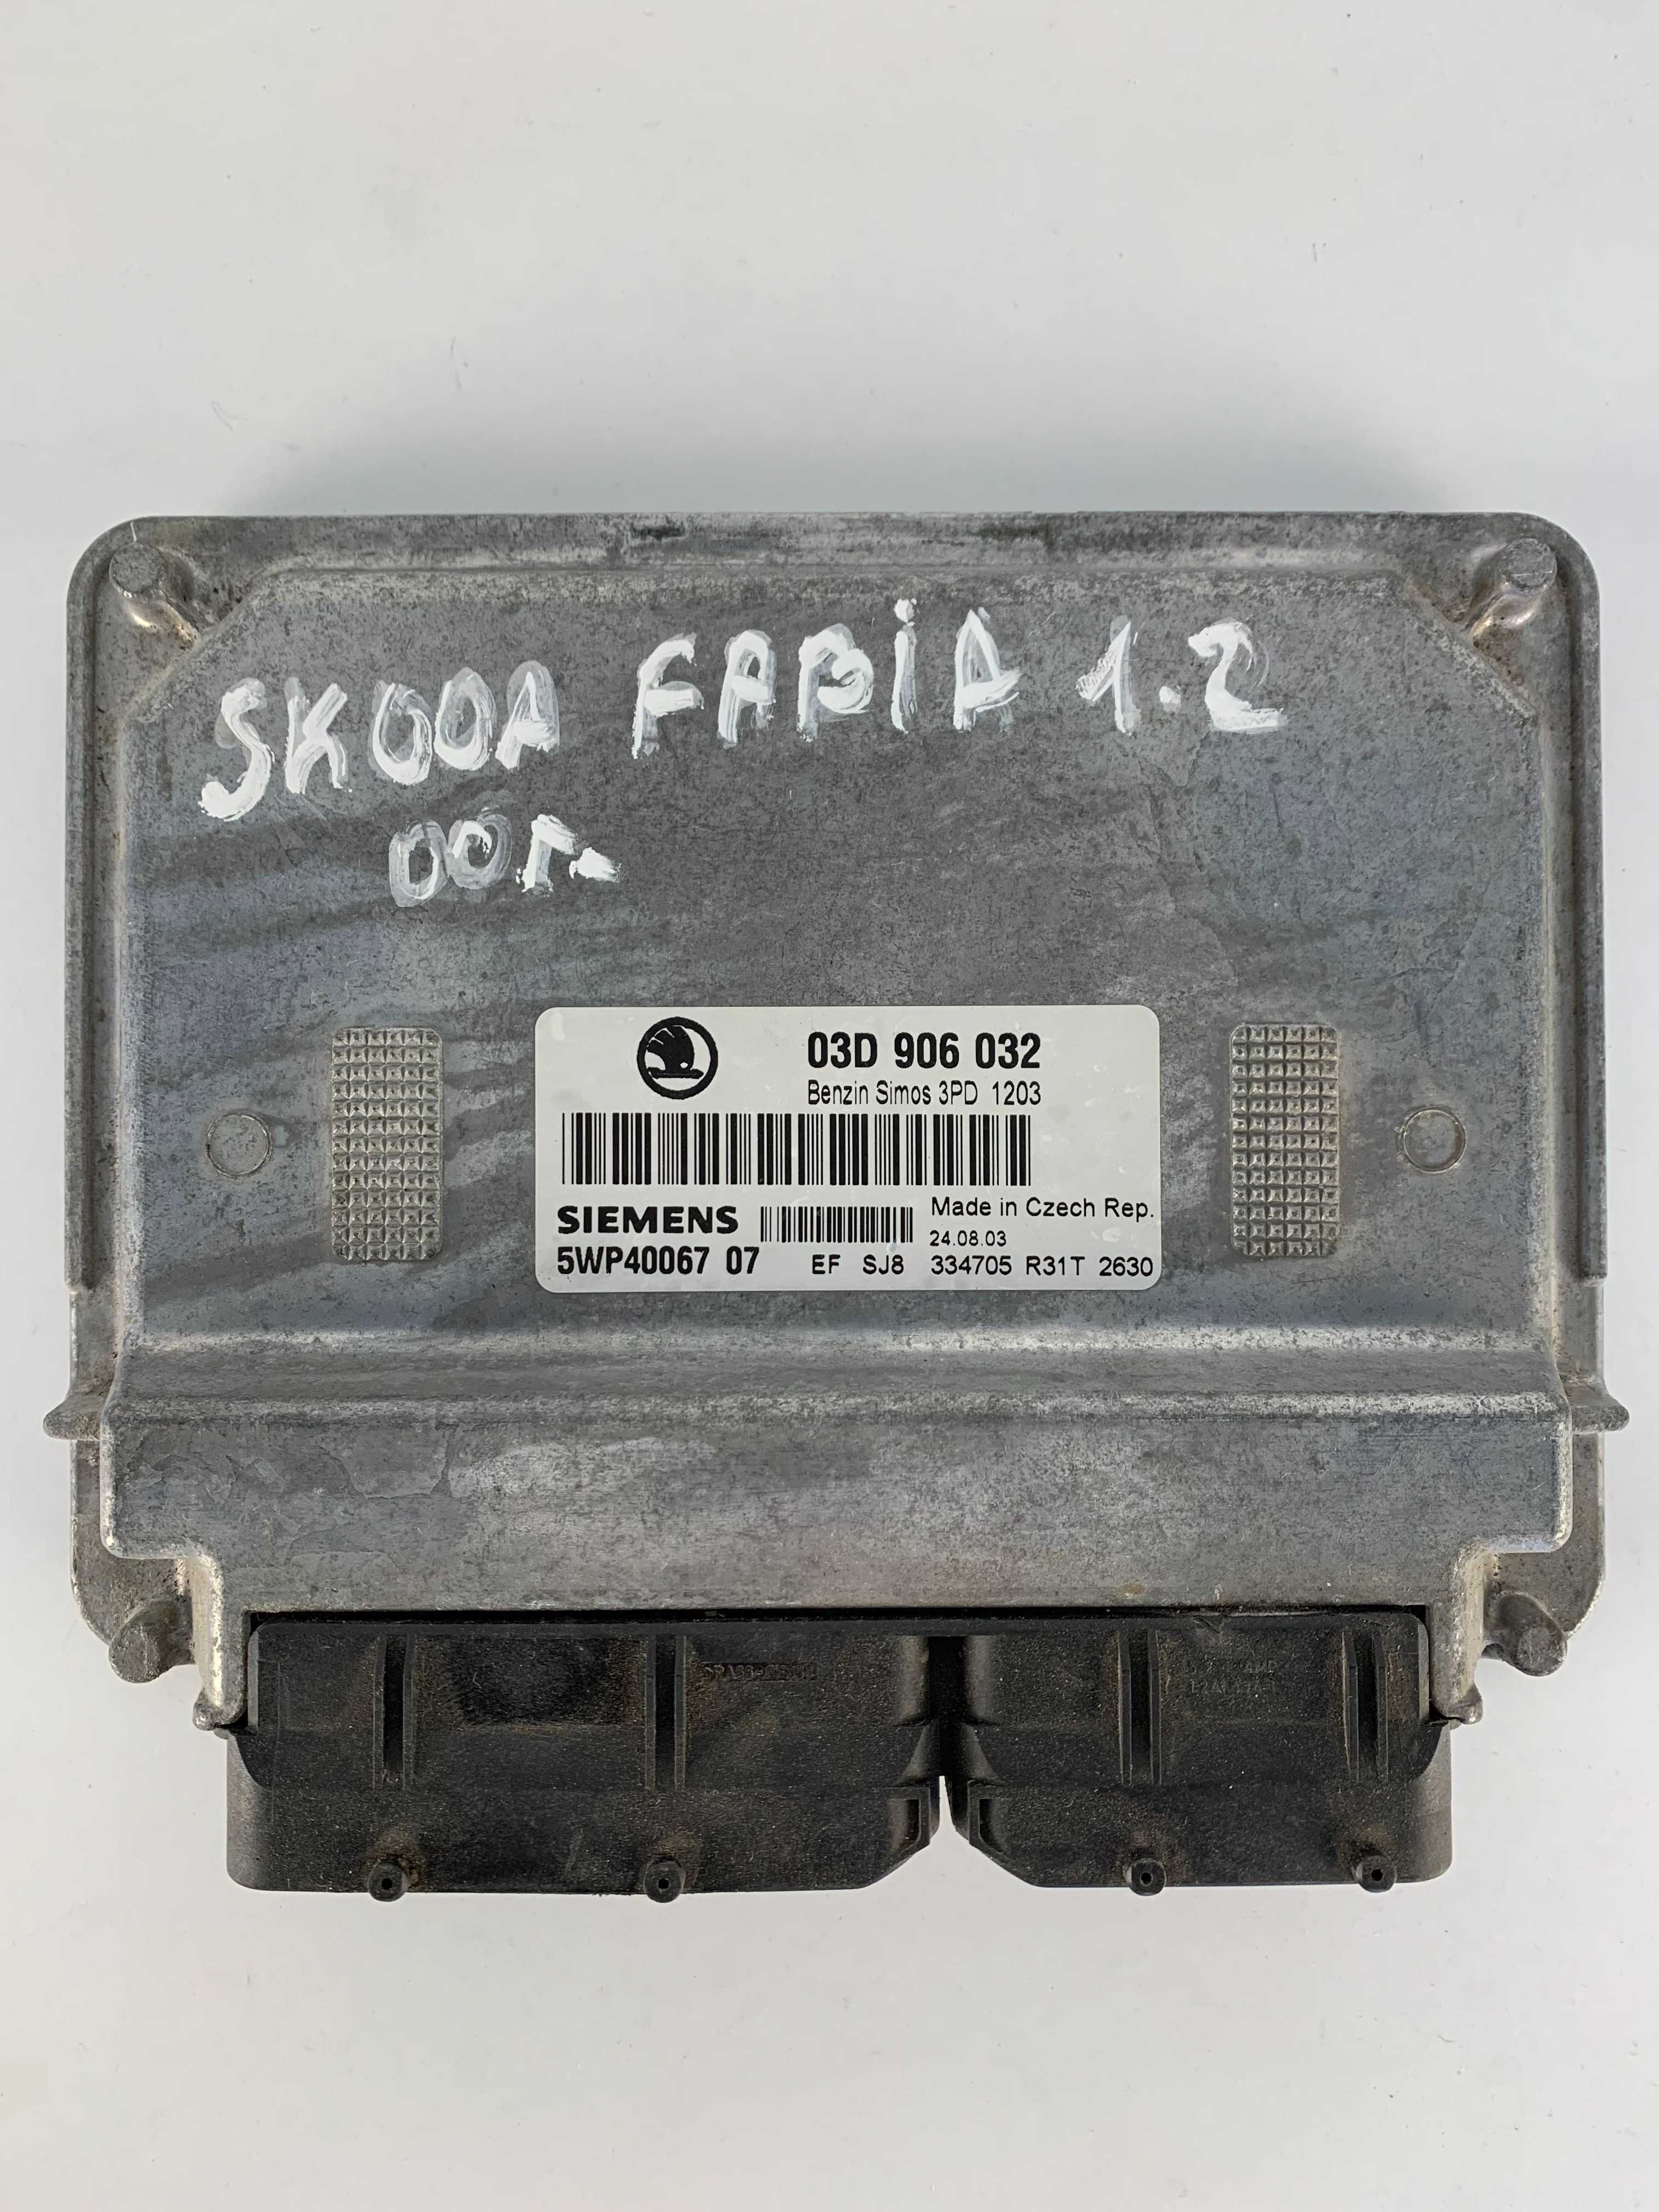 SKODA FABiA 1.2
00г.
03D 906 032
Benzin Simos 3PD 1203
SIEMENS
Made in Czech Rep.
24.08.03
5WP40067 07 EF SJ8 334705 R31T 2630